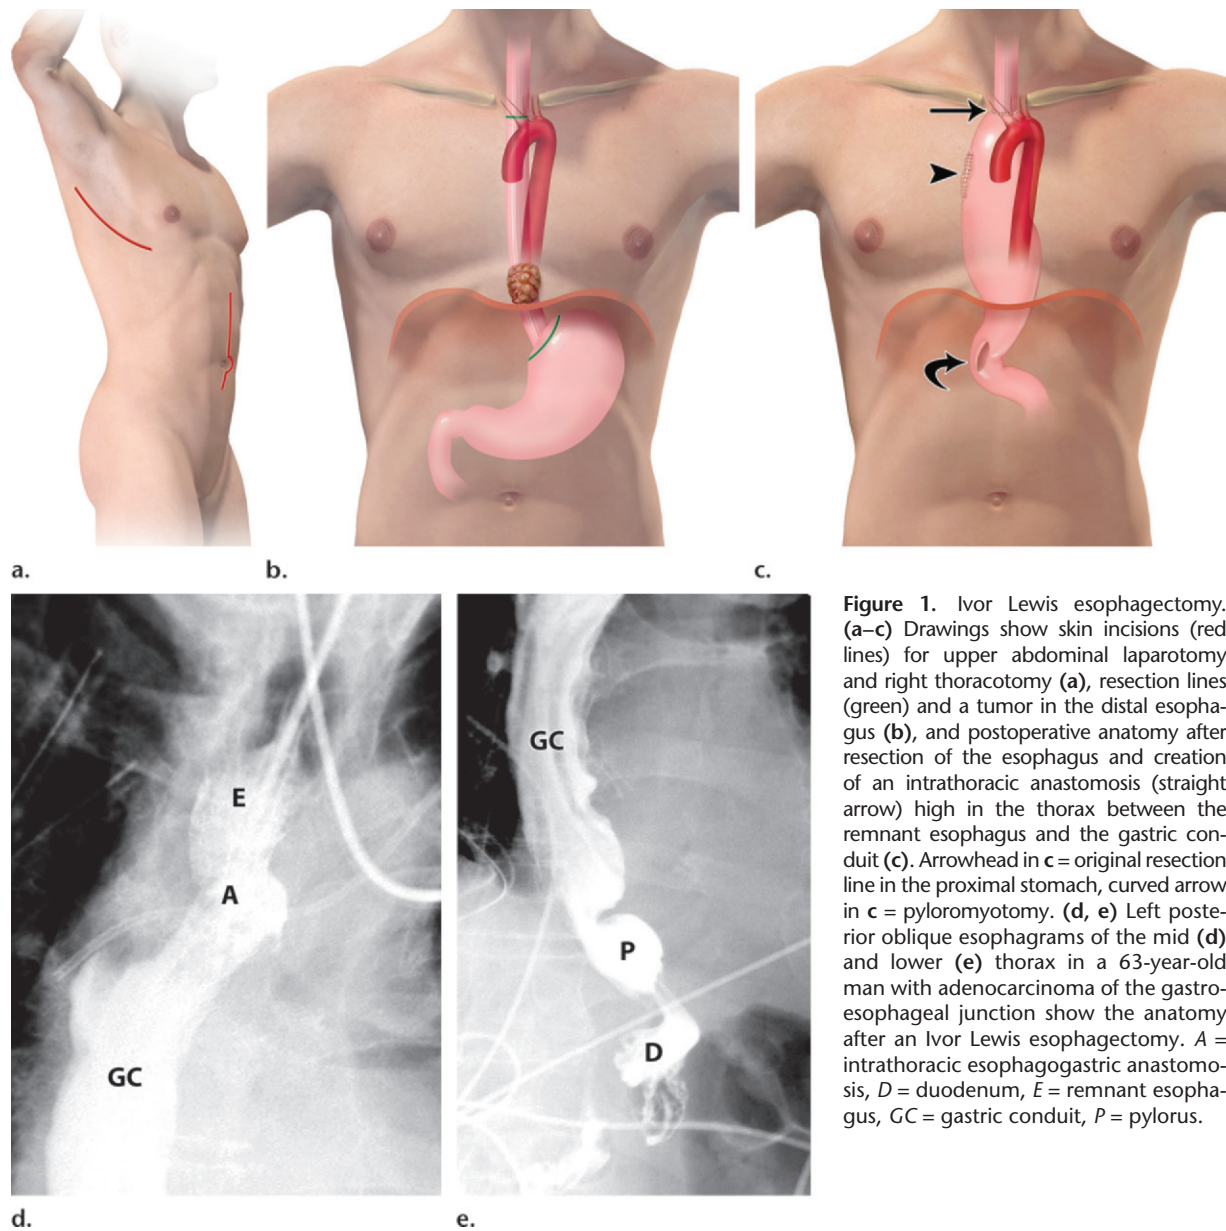 a.
b.
c.
E
A
GC
d.
GC
P
D
e.
Figure 1. Ivor Lewis esophagectomy.
(a–c) Drawings show skin incisions (red
lines) for upper abdominal laparotomy
and right thoracotomy (a), resection lines
(green) and a tumor in the distal esopha-
gus (b), and postoperative anatomy after
resection of the esophagus and creation
of an intrathoracic anastomosis (straight
arrow) high in the thorax between the
remnant esophagus and the gastric con-
duit (c). Arrowhead in c = original resection
line in the proximal stomach, curved arrow
in c = pyloromyotomy. (d, e) Left poste-
rior oblique esophagrams of the mid (d)
and lower (e) thorax in a 63-year-old
man with adenocarcinoma of the gastro-
esophageal junction show the anatomy
after an Ivor Lewis esophagectomy. A =
intrathoracic esophagogastric anastomo-
sis, D = duodenum, E = remnant esopha-
gus, GC = gastric conduit, P = pylorus.